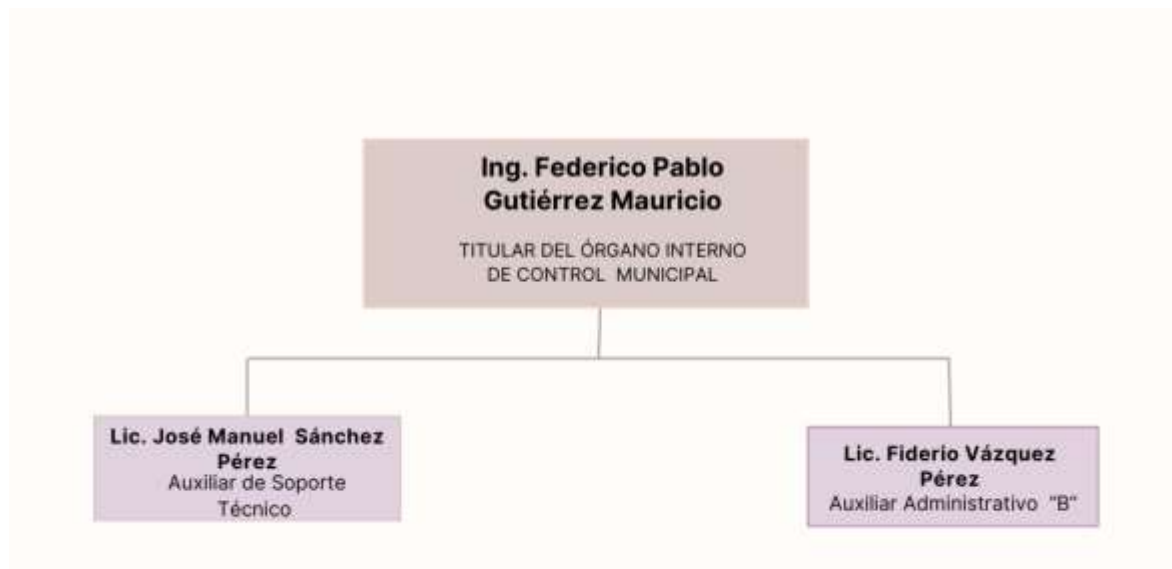 Ing. Federico Pablo
Gutiérrez Mauricio
TITULAR DEL ÓRGANO INTERNO
DE CONTROL MUNICIPAL
Lic. José Manuel Sánchez
Pérez
Auxiliar de Soporte
Técnico
Lic. Fiderio Vázquez
Pérez
Auxiliar Administrativo "B"